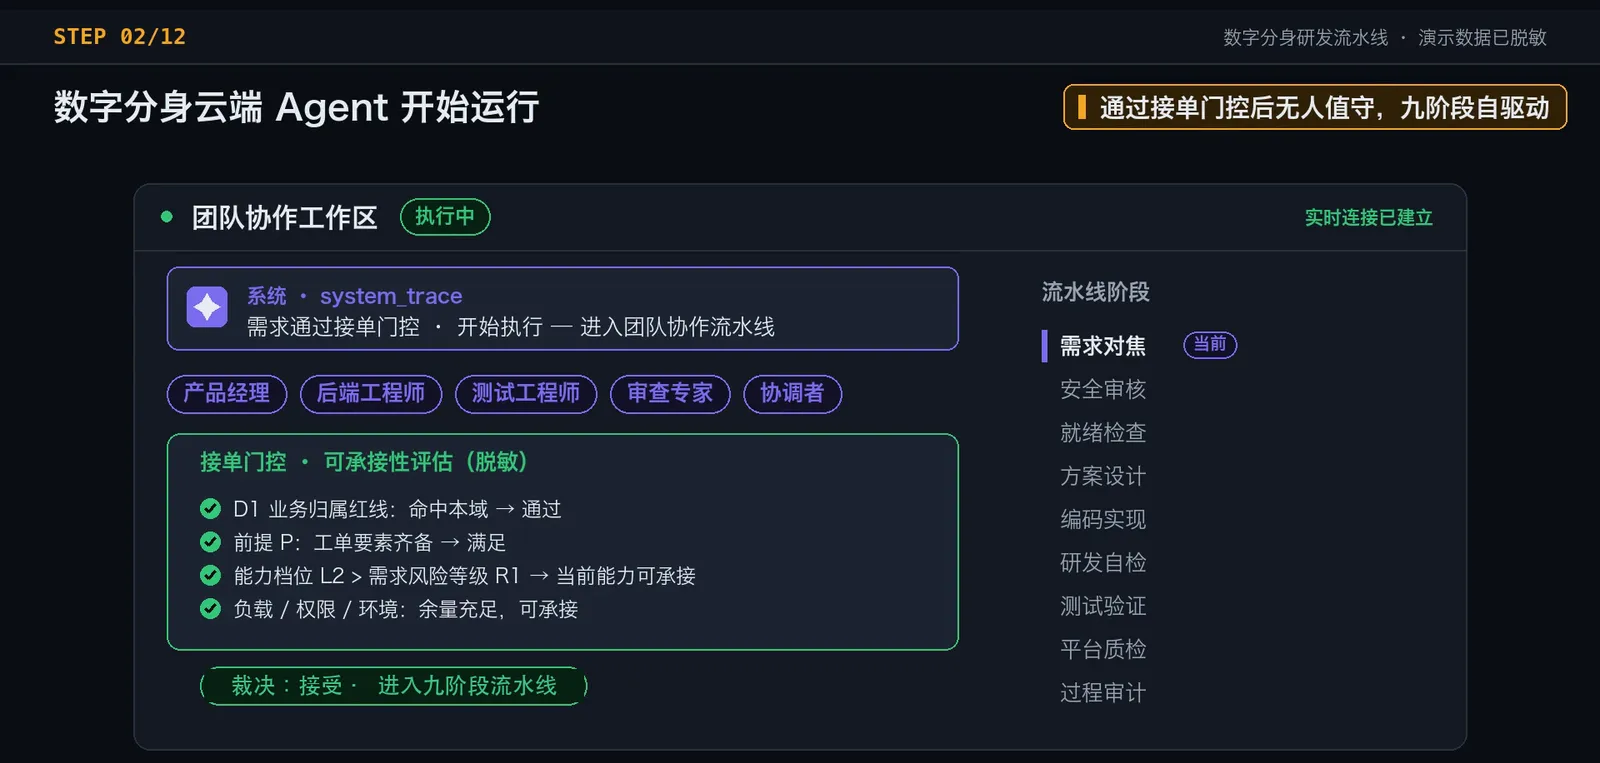 STEP 02/12
数字分身研发流水线 · 演示数据已脱敏
数字分身云端 Agent 开始运行
通过接单门控后无人值守，九阶段自驱动
团队协作工作区
执行中
实时连接已建立
系统 · system_trace
需求通过接单门控 · 开始执行 — 进入团队协作流水线
产品经理
后端工程师
测试工程师
审查专家
协调者
接单门控 · 可承接性评估（脱敏）
D1 业务归属红线：命中本域 → 通过
前提 P：工单要素齐备 → 满足
能力档位 L2 > 需求风险等级 R1 → 当前能力可承接
负载 / 权限 / 环境：余量充足，可承接
裁决：接受 · 进入九阶段流水线
流水线阶段
需求对焦
当前
安全审核
就绪检查
方案设计
编码实现
研发自检
测试验证
平台质检
过程审计